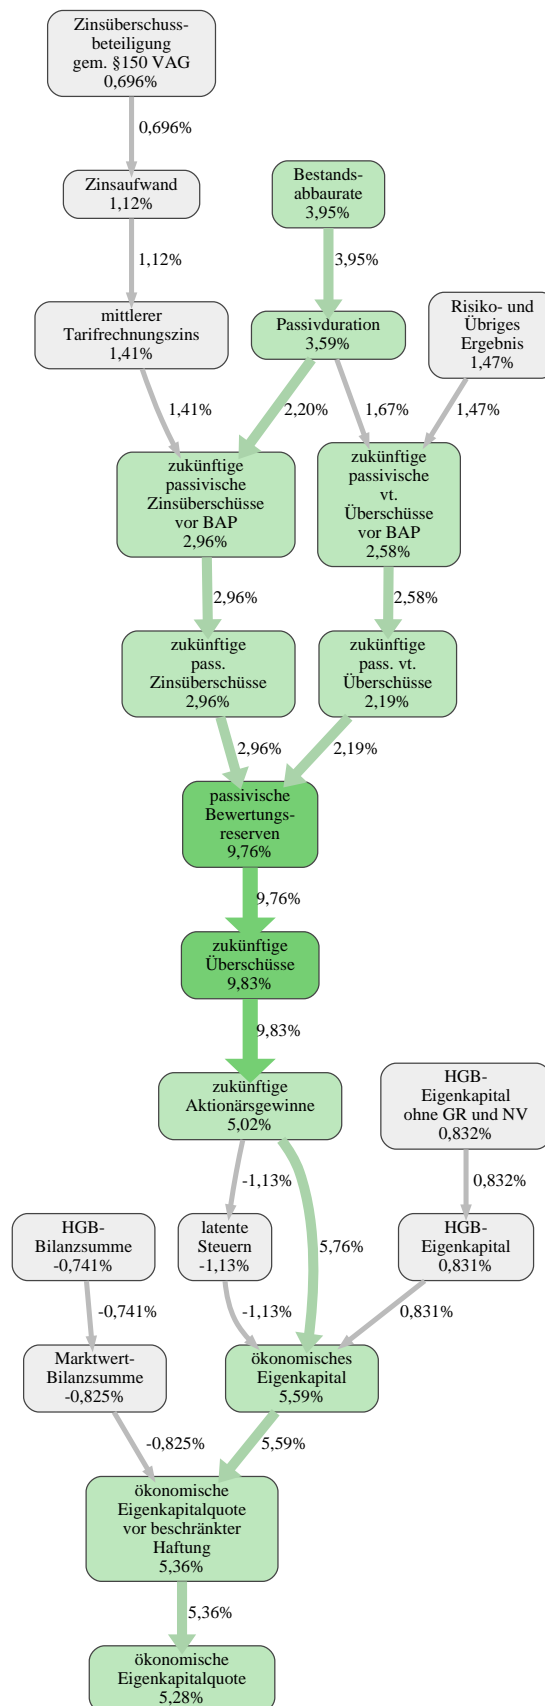 Zinsüberschuss-
beteiligung
gem. §150 VAG
0,696%
0,696%
Zinsaufwand
1,12%
Bestands-
abbaurate
3,95%
1,12%
3,95%
mittlerer
Tarifrechnungszins
1,41%
Passivduration
3,59%
Risiko- und
Übriges
Ergebnis
1,47%
1,41%
2,20%
1,67%
1,47%
zukünftige
passivische
Zinsüberschüsse
vor BAP
2,96%
zukünftige
passivische
vt.
Überschüsse
vor BAP
2,58%
2,96%
2,58%
zukünftige
pass.
Zinsüberschüsse
2,96%
zukünftige
pass. vt.
Überschüsse
2,19%
2,96%
2,19%
passivische
Bewertungs-
reserven
9,76%
9,76%
zukünftige
Überschüsse
9,83%
9,83%
zukünftige
Aktionärsgewinne
5,02%
HGB-
Eigenkapital
ohne GR und NV
0,832%
-1,13%
0,832%
HGB-
Bilanzsumme
-0,741%
latente
Steuern
-1,13%
5,76%
HGB-
Eigenkapital
0,831%
-0,741%
-1,13%
0,831%
Marktwert-
Bilanzsumme
-0,825%
ökonomisches
Eigenkapital
5,59%
-0,825%
5,59%
ökonomische
Eigenkapitalquote
vor beschränkter
Haftung
5,36%
5,36%
ökonomische
Eigenkapitalquote
5,28%